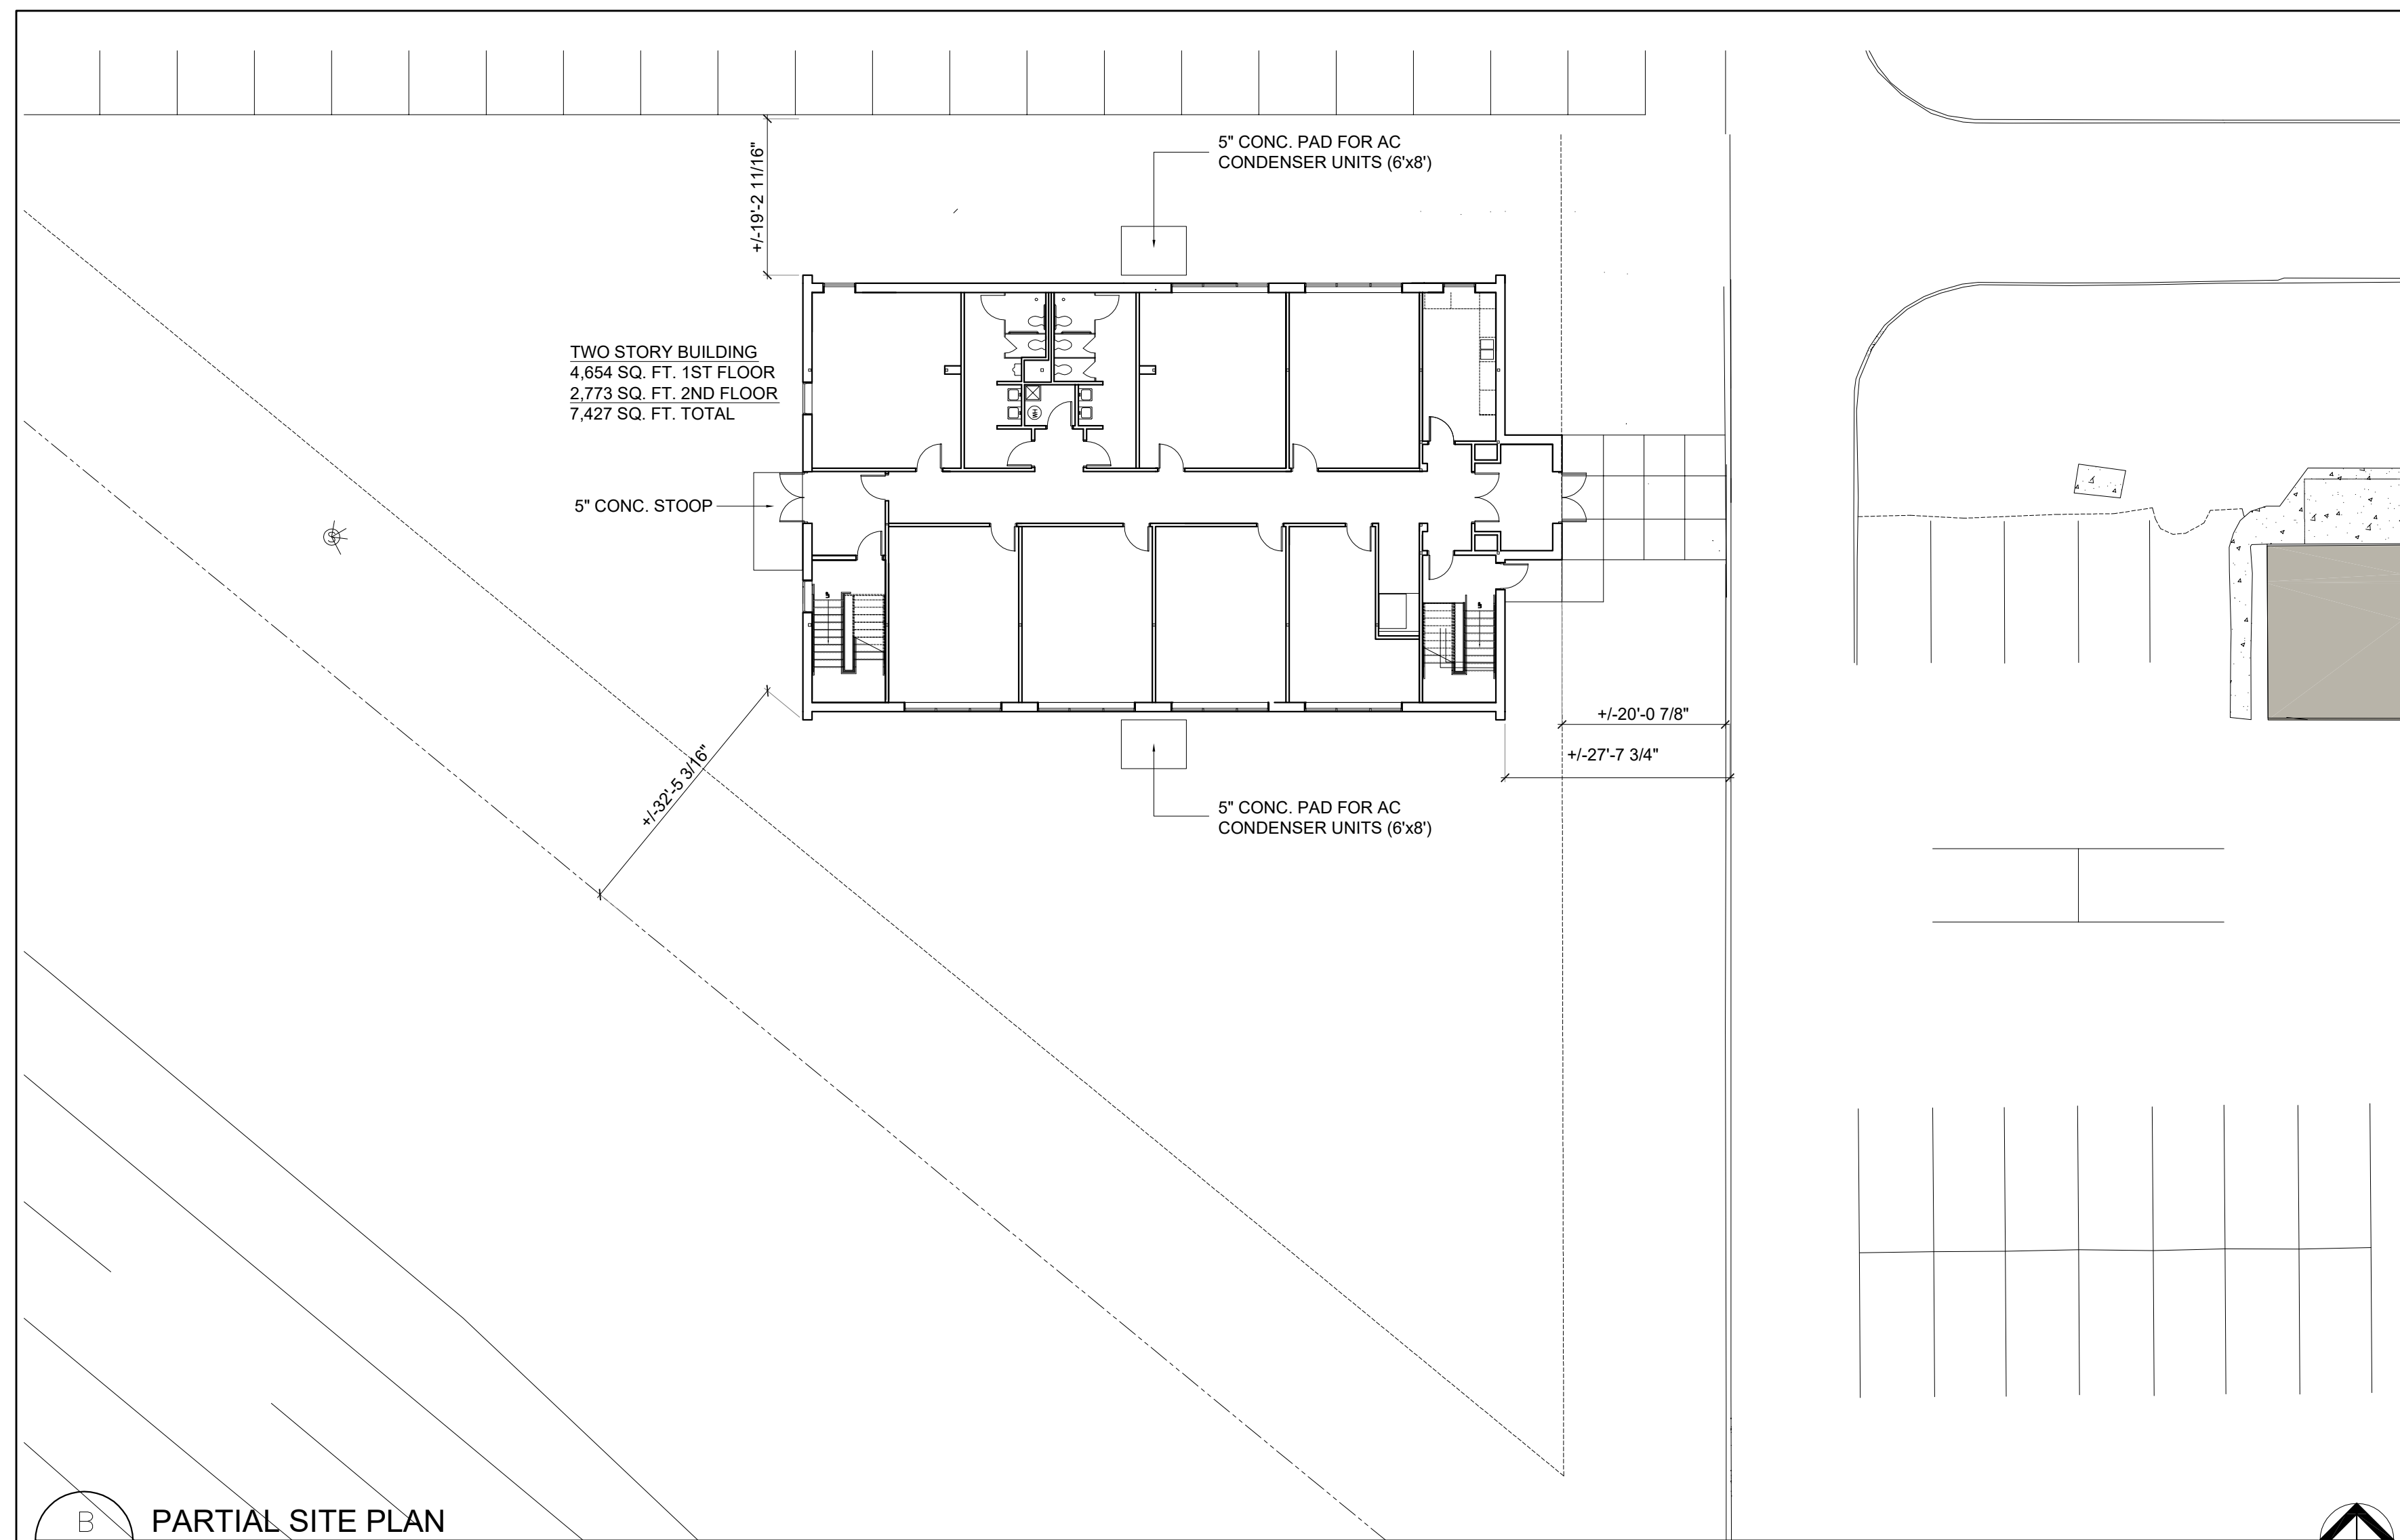 5" CONC. PAD FOR AC
CONDENSER UNITS (6'x8')
+/-19'-2 11/16"
TWO STORY BUILDING
4,654 SQ. FT. 1ST FLOOR
2,773 SQ. FT. 2ND FLOOR
7,427 SQ. FT. TOTAL
WH
5" CONC. STOOP
S
+/-20'-0 7/8"
+/-27'-7 3/4"
+/-32'-5 3/16"
5" CONC. PAD FOR AC
CONDENSER UNITS (6'x8')
B
PARTIAL SITE PLAN